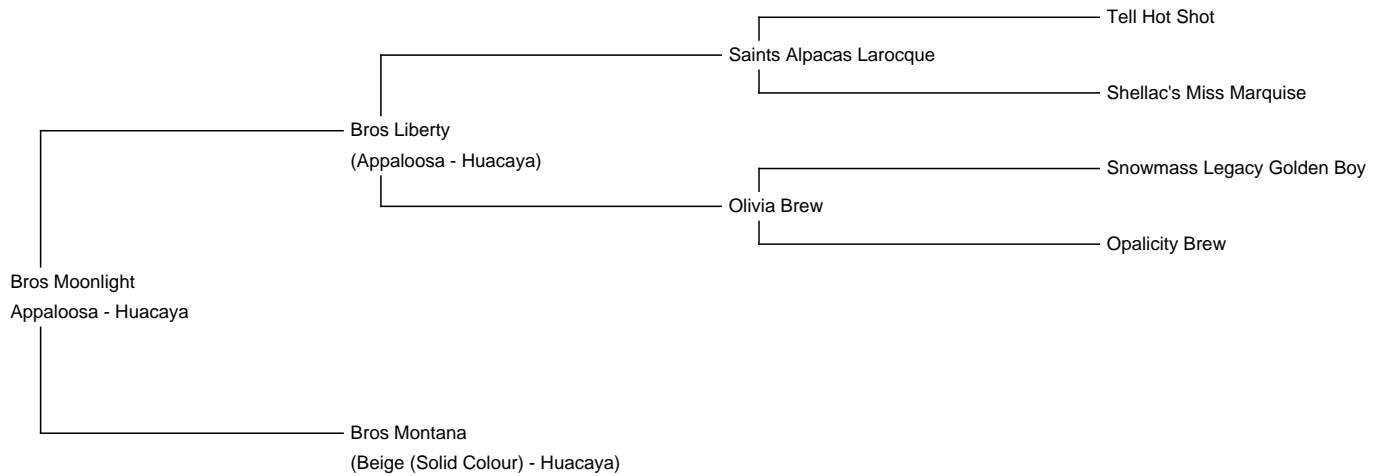 Tell Hot Shot
Saints Alpacas Larocque
Shellac's Miss Marquise
Bros Liberty
(Appaloosa - Huacaya)
Snowmass Legacy Golden Boy
Olivia Brew
Opalicity Brew
Bros Moonlight
Appaloosa - Huacaya
Bros Montana
(Beige (Solid Colour) - Huacaya)